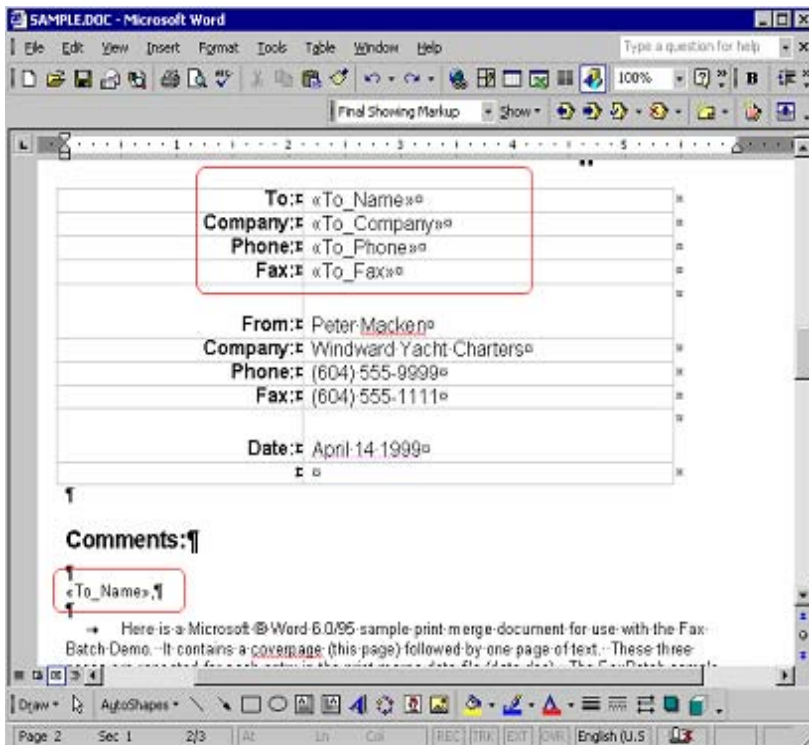 SAMPLE.DOC - Microsoft Word
File Edit View Insert Format Tools Table Window Help Type a question for help
100% B
Final Showing Markup Show
1 2 3 4 5
To: «To_Name»
Company: «To_Company»
Phone: «To_Phone»
Fax: «To_Fax»
From: Peter Macken
Company: Windward Yacht Charters
Phone: (604) 555-9999
Fax: (604) 555-1111
Date: April 14 1999
¶
Comments:¶
¶
«To_Name»,¶
¶
Here is a Microsoft ® Word 6.0/95 sample print merge document for use with the Fax
Batch Demo. It contains a coverpage (this page) followed by one page of text. These three
Draw AutoShapes
Page 2 Sec 1 2/3 At Ln Col REC TRK EXT OVR English (U.S